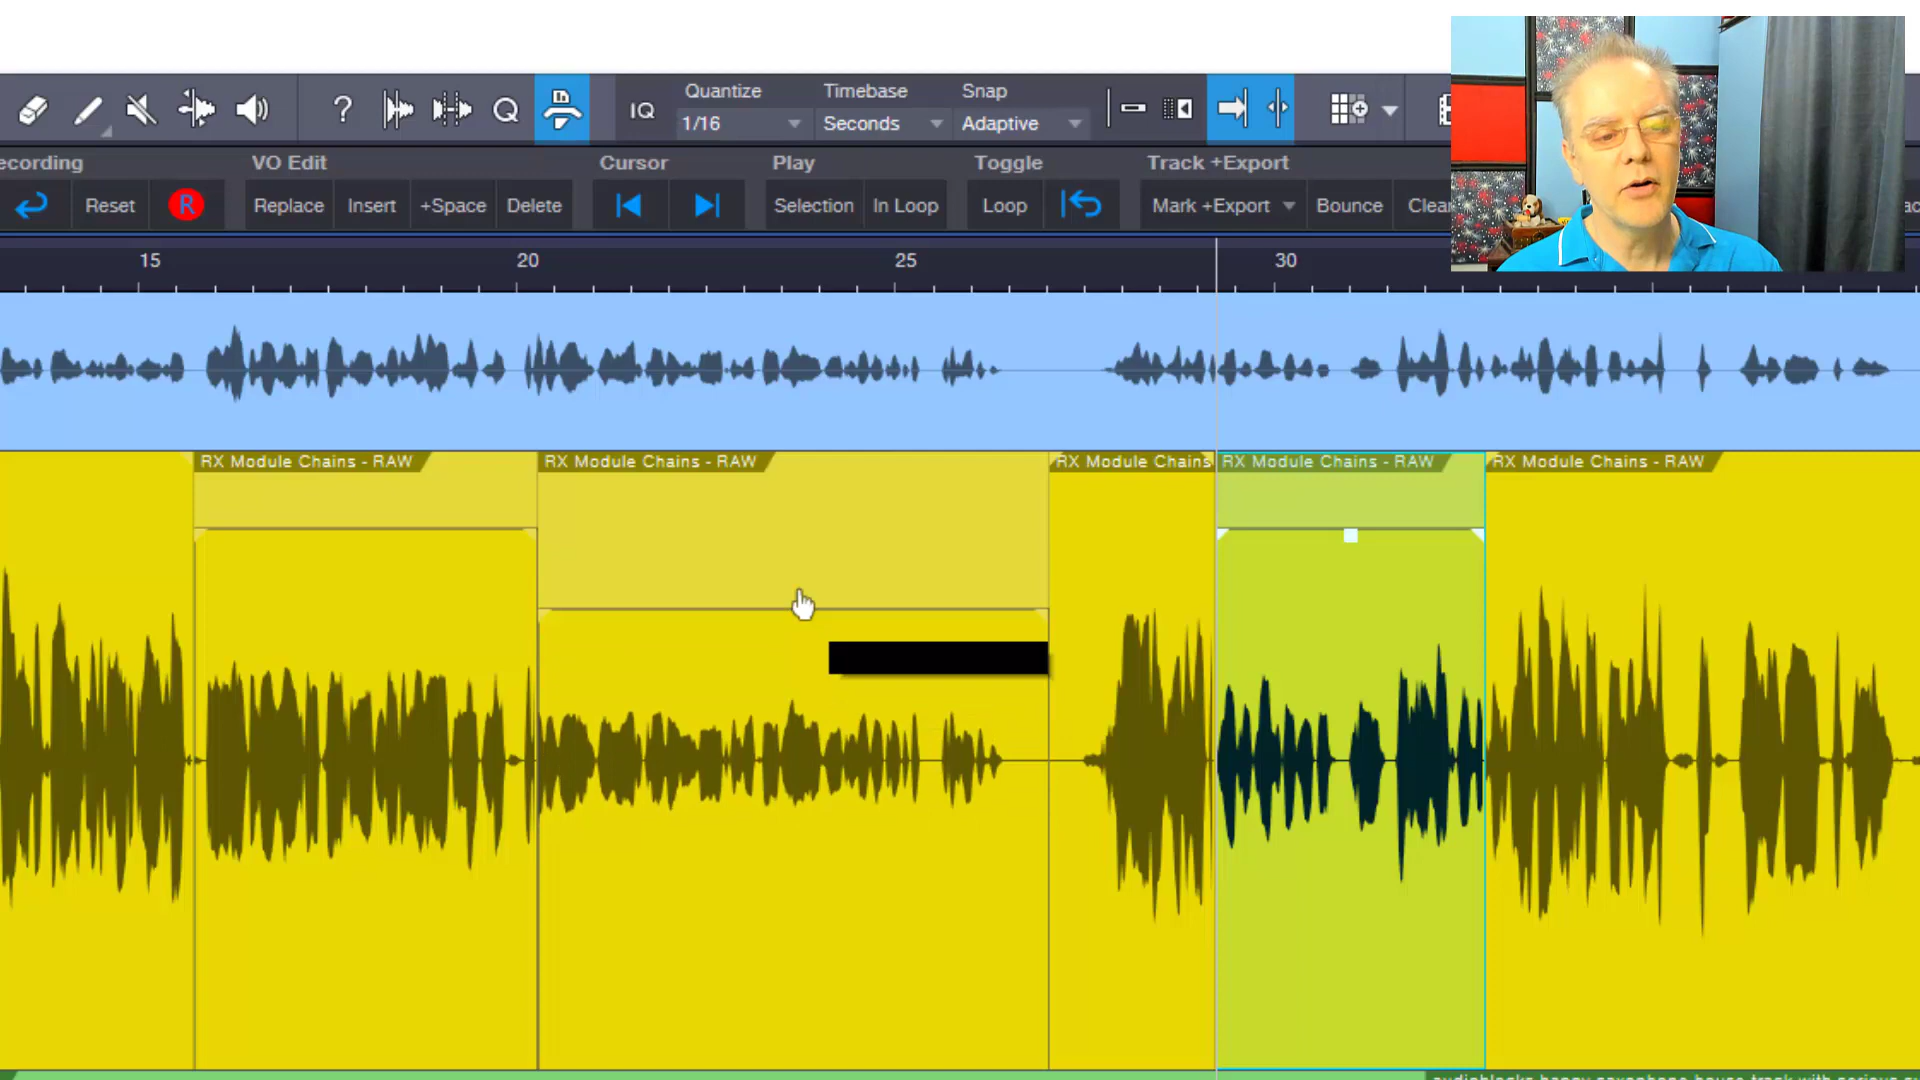 Quantize Timebase Snap
? Q IQ 1/16 Seconds Adaptive
ecording VO Edit Cursor Play Toggle Track +Export
Reset R Replace Insert +Space Delete Selection In Loop Loop Mark +Export Bounce Clear
15 20 25 30
RX Module Chains - RAW RX Module Chains - RAW RX Module Chains RX Module Chains - RAW RX Module Chains - RAW